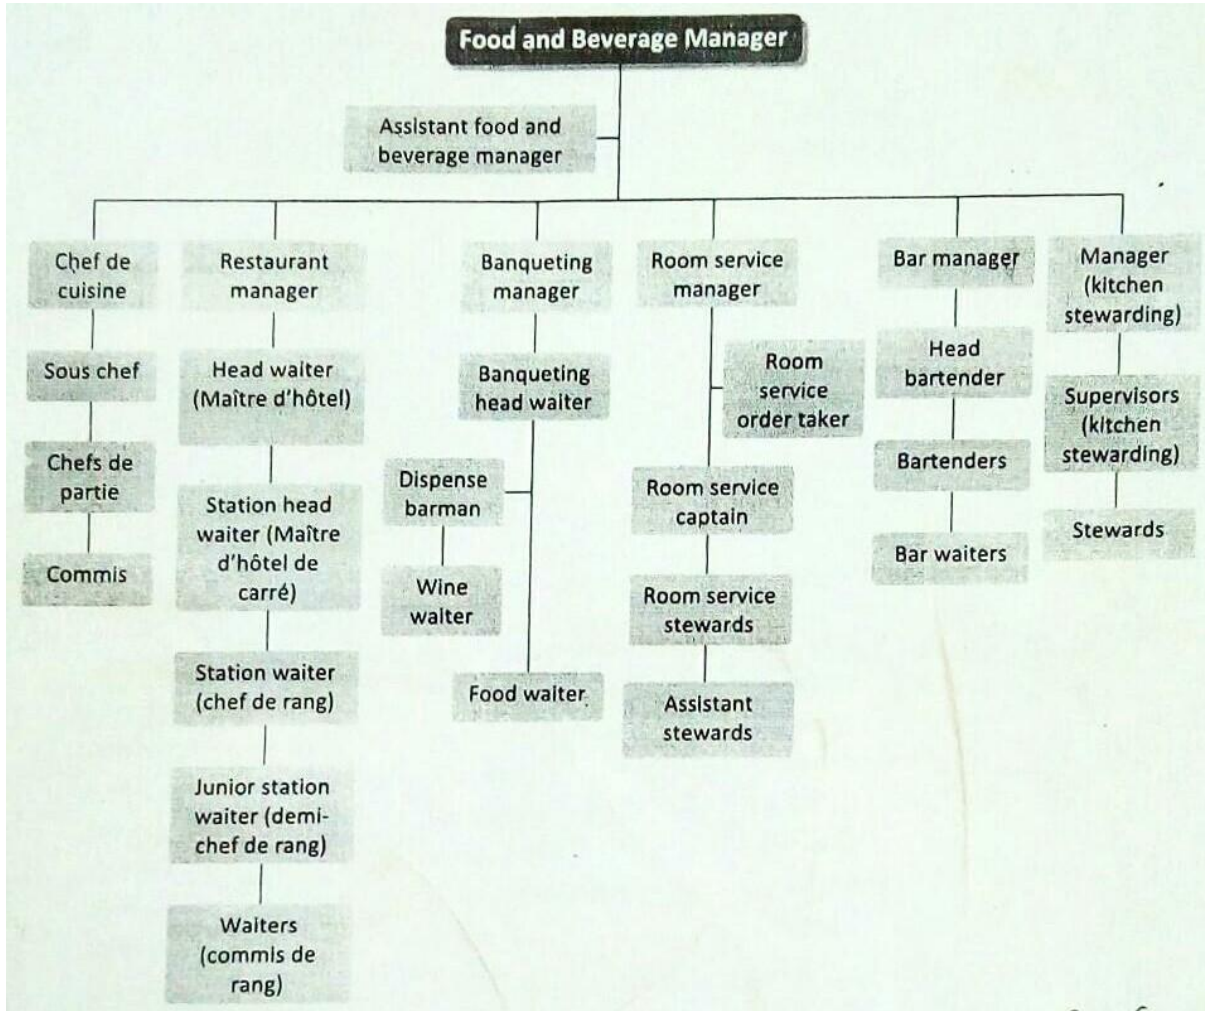 Food and Beverage Manager
Assistant food and
beverage manager
Chef de
cuisine
Sous chef
Chefs de
partie
Commis
Restaurant
manager
Head waiter
(Maître d'hôtel)
Station head
waiter (Maître
d'hôtel de
carré)
Station waiter
(chef de rang)
Junior station
waiter (demi-
chef de rang)
Waiters
(commis de
rang)
Banqueting
manager
Banqueting
head waiter
Dispense
barman
Wine
waiter
Food waiter
Room service
manager
Room
service
order taker
Room service
captain
Room service
stewards
Assistant
stewards
Bar manager
Head
bartender
Bartenders
Bar waiters
Manager
(kitchen
stewarding)
Supervisors
(kitchen
stewarding)
Stewards